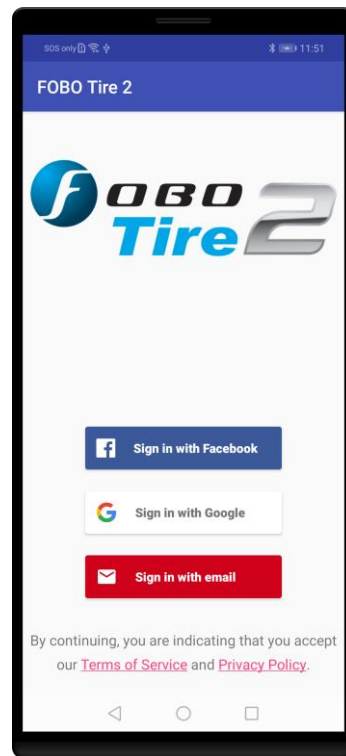 SOS only
11:51
FOBO Tire 2
FOBO
Tire 2
Sign in with Facebook
Sign in with Google
Sign in with email
By continuing, you are indicating that you accept
our Terms of Service and Privacy Policy.